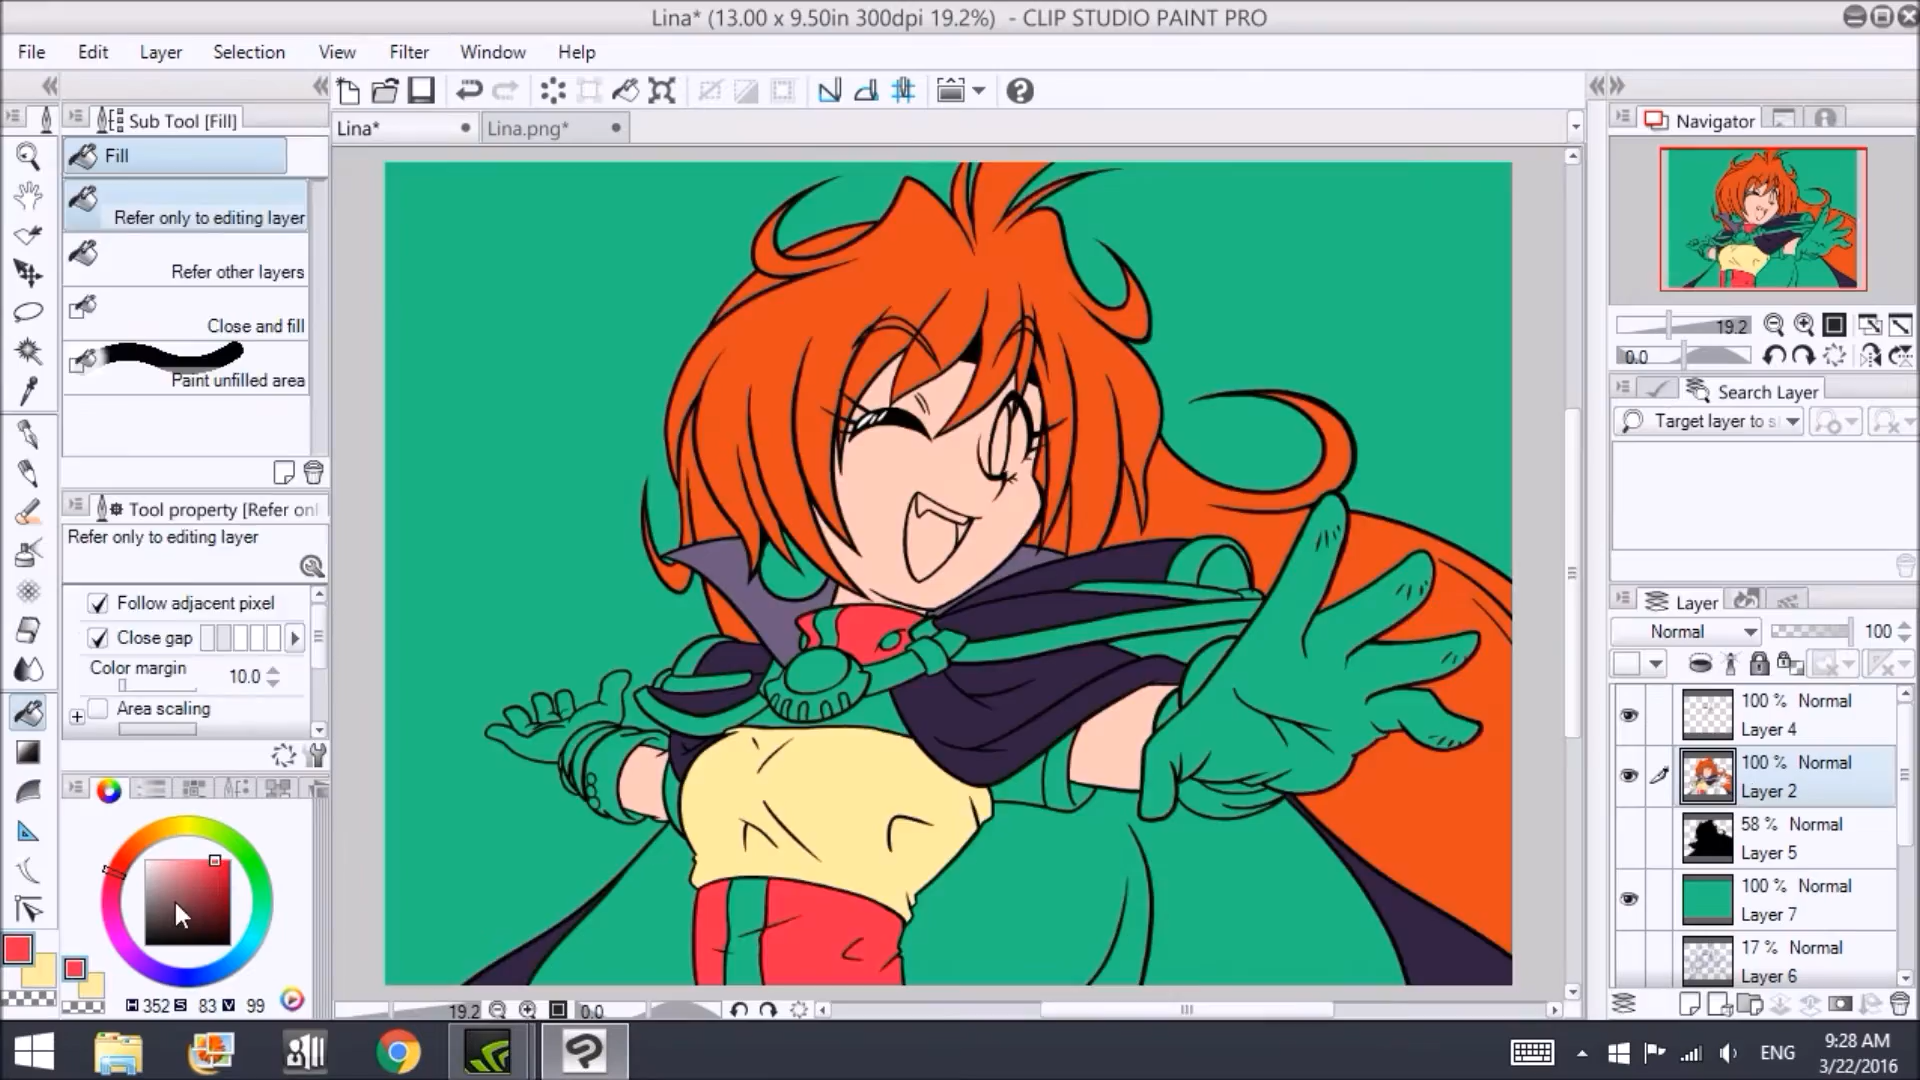 Lina* (13.00 x 9.50in 300dpi 19.2%) - CLIP STUDIO PAINT PRO
File Edit Layer Selection View Filter Window Help
Sub Tool [Fill]
Fill
Refer only to editing layer
Refer other layers
Close and fill
Paint unfilled area
Tool property [Refer onl
Refer only to editing layer
Follow adjacent pixel
Close gap
Color margin
10.0
Area scaling
H 352 S 83 V 99
Lina*
Lina.png*
19.2
0.0
Navigator
19.2
0.0
Search Layer
Target layer to s
Layer
Normal
100
100 % Normal
Layer 4
100 % Normal
Layer 2
58 % Normal
Layer 5
100 % Normal
Layer 7
17 % Normal
Layer 6
ENG
9:28 AM
3/22/2016